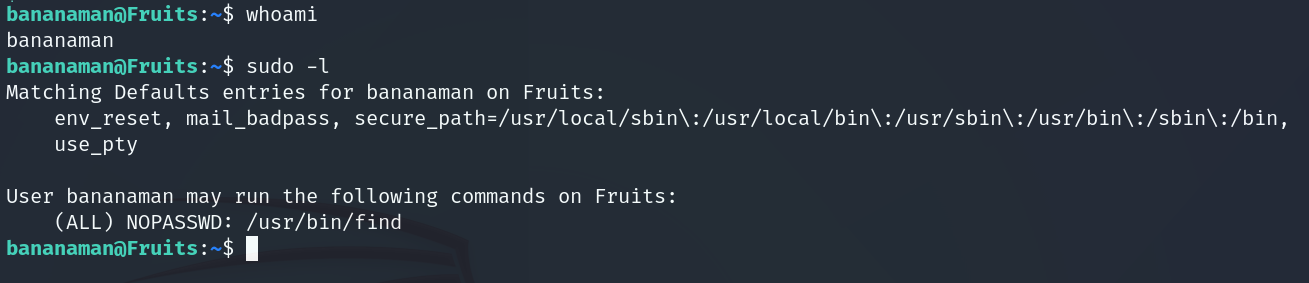 bananaman@Fruits:~$ whoami
bananaman
bananaman@Fruits:~$ sudo -l
Matching Defaults entries for bananaman on Fruits:
    env_reset, mail_badpass, secure_path=/usr/local/sbin\:/usr/local/bin\:/usr/sbin\:/usr/bin\:/sbin\:/bin,
    use_pty

User bananaman may run the following commands on Fruits:
    (ALL) NOPASSWD: /usr/bin/find
bananaman@Fruits:~$